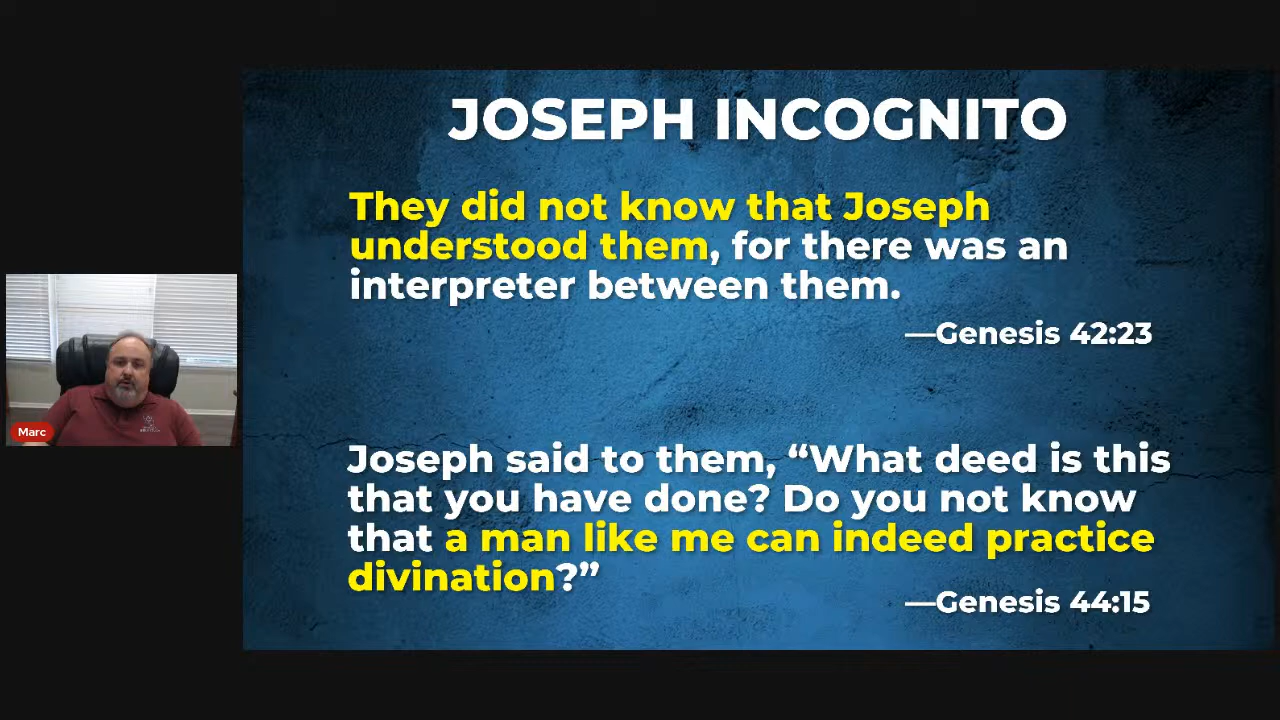 JOSEPH INCOGNITO
They did not know that Joseph
understood them, for there was an
interpreter between them.
—Genesis 42:23
Marc
Joseph said to them, “What deed is this
that you have done? Do you not know
that a man like me can indeed practice
divination?”
—Genesis 44:15